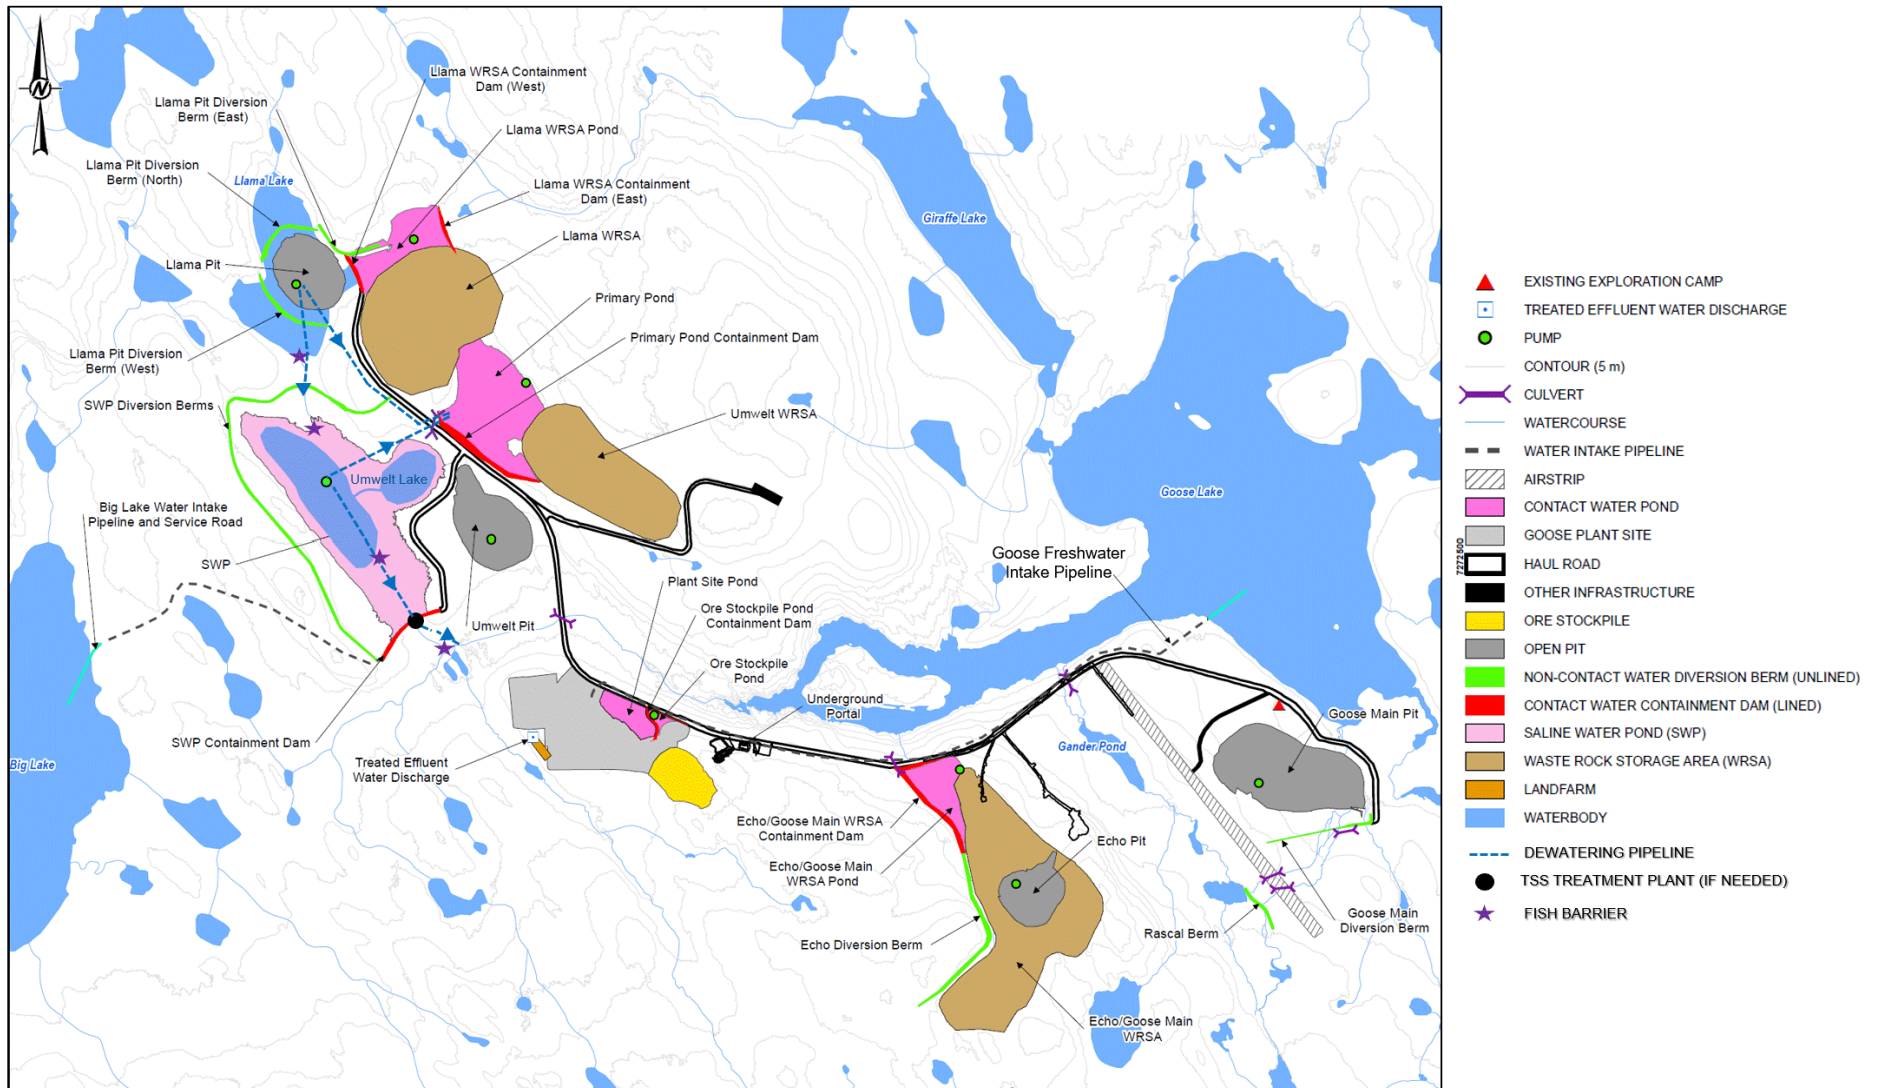 N
Llama WRSA Containment
Dam (West)
Llama Pit Diversion
Berm (East)
Llama WRSA Pond
Llama Pit Diversion
Berm (North)
Llama Lake
Llama WRSA Containment
Dam (East)
Giraffe Lake
Llama WRSA
Llama Pit
Primary Pond
Primary Pond Containment Dam
Llama Pit Diversion
Berm (West)
SWP Diversion Berms
Umwelt WRSA
Umwelt Lake
Goose Lake
Big Lake Water Intake
Pipeline and Service Road
SWP
Goose Freshwater
Intake Pipeline
7272500
Plant Site Pond
Ore Stockpile Pond
Containment Dam
Umwelt Pit
Ore Stockpile
Pond
Underground
Portal
Goose Main Pit
SWP Containment Dam
Gander Pond
Big Lake
Treated Effluent
Water Discharge
Echo/Goose Main WRSA
Containment Dam
Echo Pit
Echo/Goose Main
WRSA Pond
Goose Main
Diversion Berm
Rascal Berm
Echo Diversion Berm
Echo/Goose Main
WRSA
EXISTING EXPLORATION CAMP
TREATED EFFLUENT WATER DISCHARGE
PUMP
CONTOUR (5 m)
CULVERT
WATERCOURSE
WATER INTAKE PIPELINE
AIRSTRIP
CONTACT WATER POND
GOOSE PLANT SITE
HAUL ROAD
OTHER INFRASTRUCTURE
ORE STOCKPILE
OPEN PIT
NON-CONTACT WATER DIVERSION BERM (UNLINED)
CONTACT WATER CONTAINMENT DAM (LINED)
SALINE WATER POND (SWP)
WASTE ROCK STORAGE AREA (WRSA)
LANDFARM
WATERBODY
DEWATERING PIPELINE
TSS TREATMENT PLANT (IF NEEDED)
FISH BARRIER